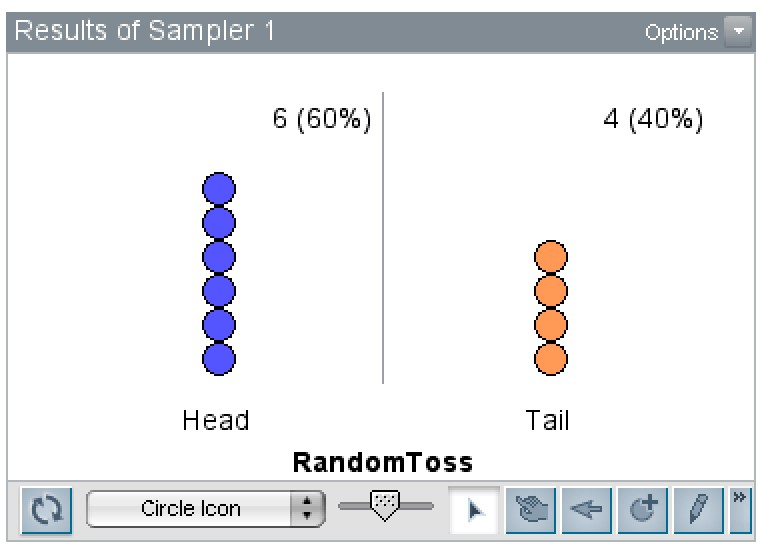 Results of Sampler 1 Options
6 (60%) 4 (40%)
Head Tail
RandomToss
Circle Icon
»